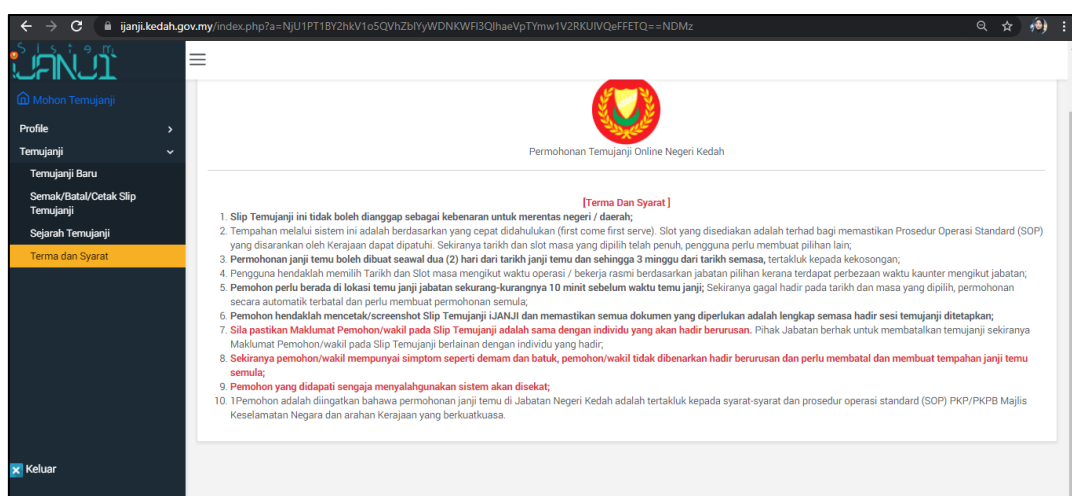 ijanji.kedah.gov.my/index.php?a=NjU1PT1BY2hkV1o5QVhZblYyWDNKWFl3QlhaeVpTYmw1V2RKUlVQeFFETQ==NDMz
Sistem
iJANJI
Mohon Temujanji
Profile
Temujanji
Temujanji Baru
Semak/Batal/Cetak Slip
Temujanji
Sejarah Temujanji
Terma dan Syarat
Keluar
Permohonan Temujanji Online Negeri Kedah
[Terma Dan Syarat ]
1. Slip Temujanji ini tidak boleh dianggap sebagai kebenaran untuk merentas negeri / daerah;
2. Tempahan melalui sistem ini adalah berdasarkan yang cepat didahulukan (first come first serve). Slot yang disediakan adalah terhad bagi memastikan Prosedur Operasi Standard (SOP)
yang disarankan oleh Kerajaan dapat dipatuhi. Sekiranya tarikh dan slot masa yang dipilih telah penuh, pengguna perlu membuat pilihan lain;
3. Permohonan janji temu boleh dibuat seawal dua (2) hari dari tarikh janji temu dan sehingga 3 minggu dari tarikh semasa, tertakluk kepada kekosongan;
4. Pengguna hendaklah memilih Tarikh dan Slot masa mengikut waktu operasi / bekerja rasmi berdasarkan jabatan pilihan kerana terdapat perbezaan waktu kaunter mengikut jabatan;
5. Pemohon perlu berada di lokasi temu janji jabatan sekurang-kurangnya 10 minit sebelum waktu temu janji; Sekiranya gagal hadir pada tarikh dan masa yang dipilih, permohonan
secara automatik terbatal dan perlu membuat permohonan semula;
6. Pemohon hendaklah mencetak/screenshot Slip Temujanji iJANJI dan memastikan semua dokumen yang diperlukan adalah lengkap semasa hadir sesi temujanji ditetapkan;
7. Sila pastikan Maklumat Pemohon/wakil pada Slip Temujanji adalah sama dengan individu yang akan hadir berurusan. Pihak Jabatan berhak untuk membatalkan temujanji sekiranya
Maklumat Pemohon/wakil pada Slip Temujanji berlainan dengan individu yang hadir;
8. Sekiranya pemohon/wakil mempunyai simptom seperti demam dan batuk, pemohon/wakil tidak dibenarkan hadir berurusan dan perlu membatal dan membuat tempahan janji temu
semula;
9. Pemohon yang didapati sengaja menyalahgunakan sistem akan disekat;
10. 1Pemohon adalah diingatkan bahawa permohonan janji temu di Jabatan Negeri Kedah adalah tertakluk kepada syarat-syarat dan prosedur operasi standard (SOP) PKP/PKPB Majlis
Keselamatan Negara dan arahan Kerajaan yang berkuatkuasa.